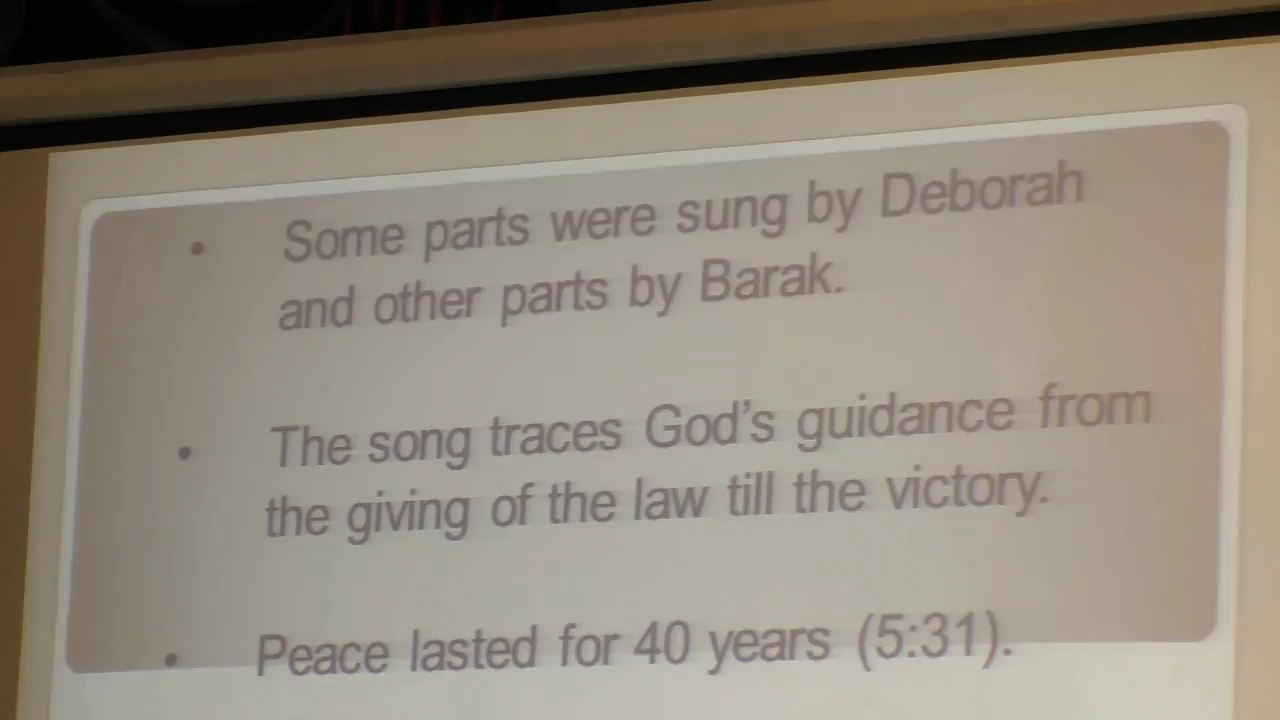 • Some parts were sung by Deborah
and other parts by Barak.
• The song traces God's guidance from
the giving of the law till the victory.
• Peace lasted for 40 years (5:31).